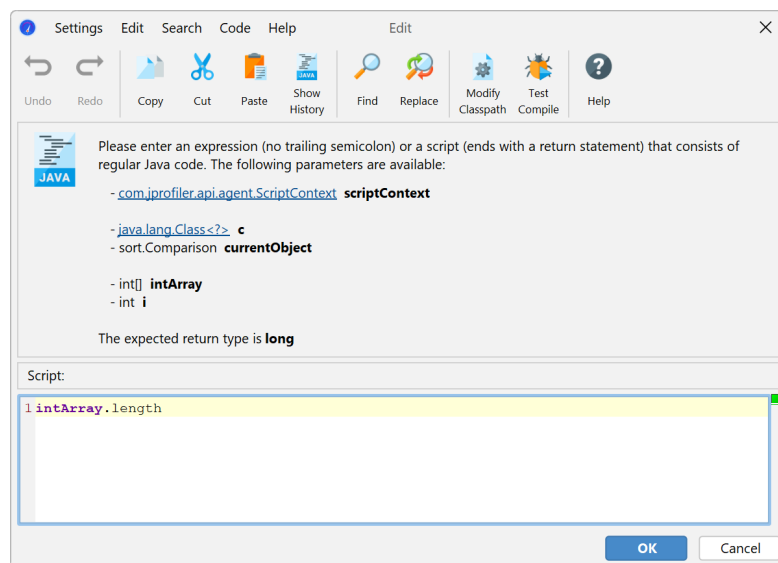 Settings Edit Search Code Help Edit
Undo Redo Copy Cut Paste Show History Find Replace Modify Classpath Test Compile Help
JAVA
JAVA
Please enter an expression (no trailing semicolon) or a script (ends with a return statement) that consists of
regular Java code. The following parameters are available:
- com.jprofiler.api.agent.ScriptContext scriptContext
- java.lang.Class<?> c
- sort.Comparison currentObject
- int[] intArray
- int i
The expected return type is long
Script:
1 intArray.length
OK Cancel